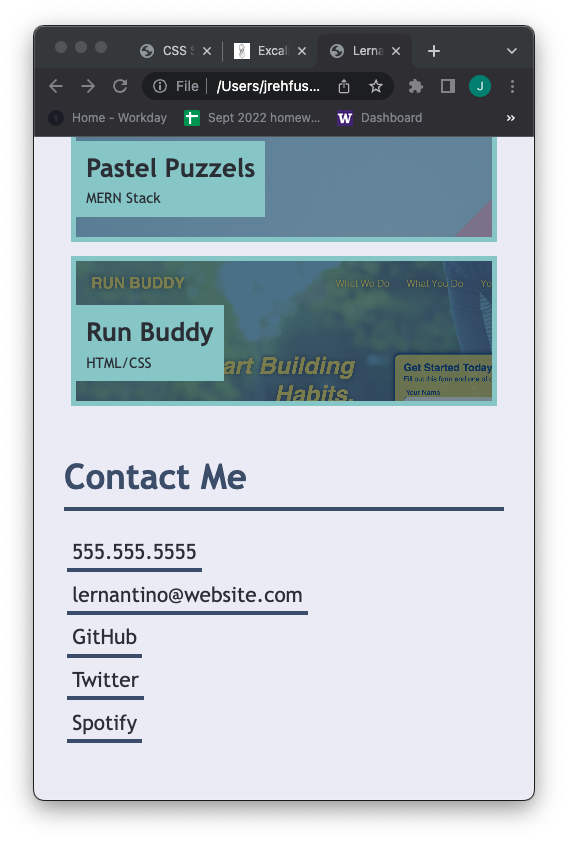 CSS S
Excali
Lerna
File
/Users/jrehfus...
J
Home - Workday
Sept 2022 homew...
Dashboard
»
Pastel Puzzels
MERN Stack
RUN BUDDY
What We Do
What You Do
Yo
Run Buddy
HTML/CSS
art Building
Habits.
Get Started Today
Fill out this form and one of o
Your Name
Contact Me
555.555.5555
lernantino@website.com
GitHub
Twitter
Spotify